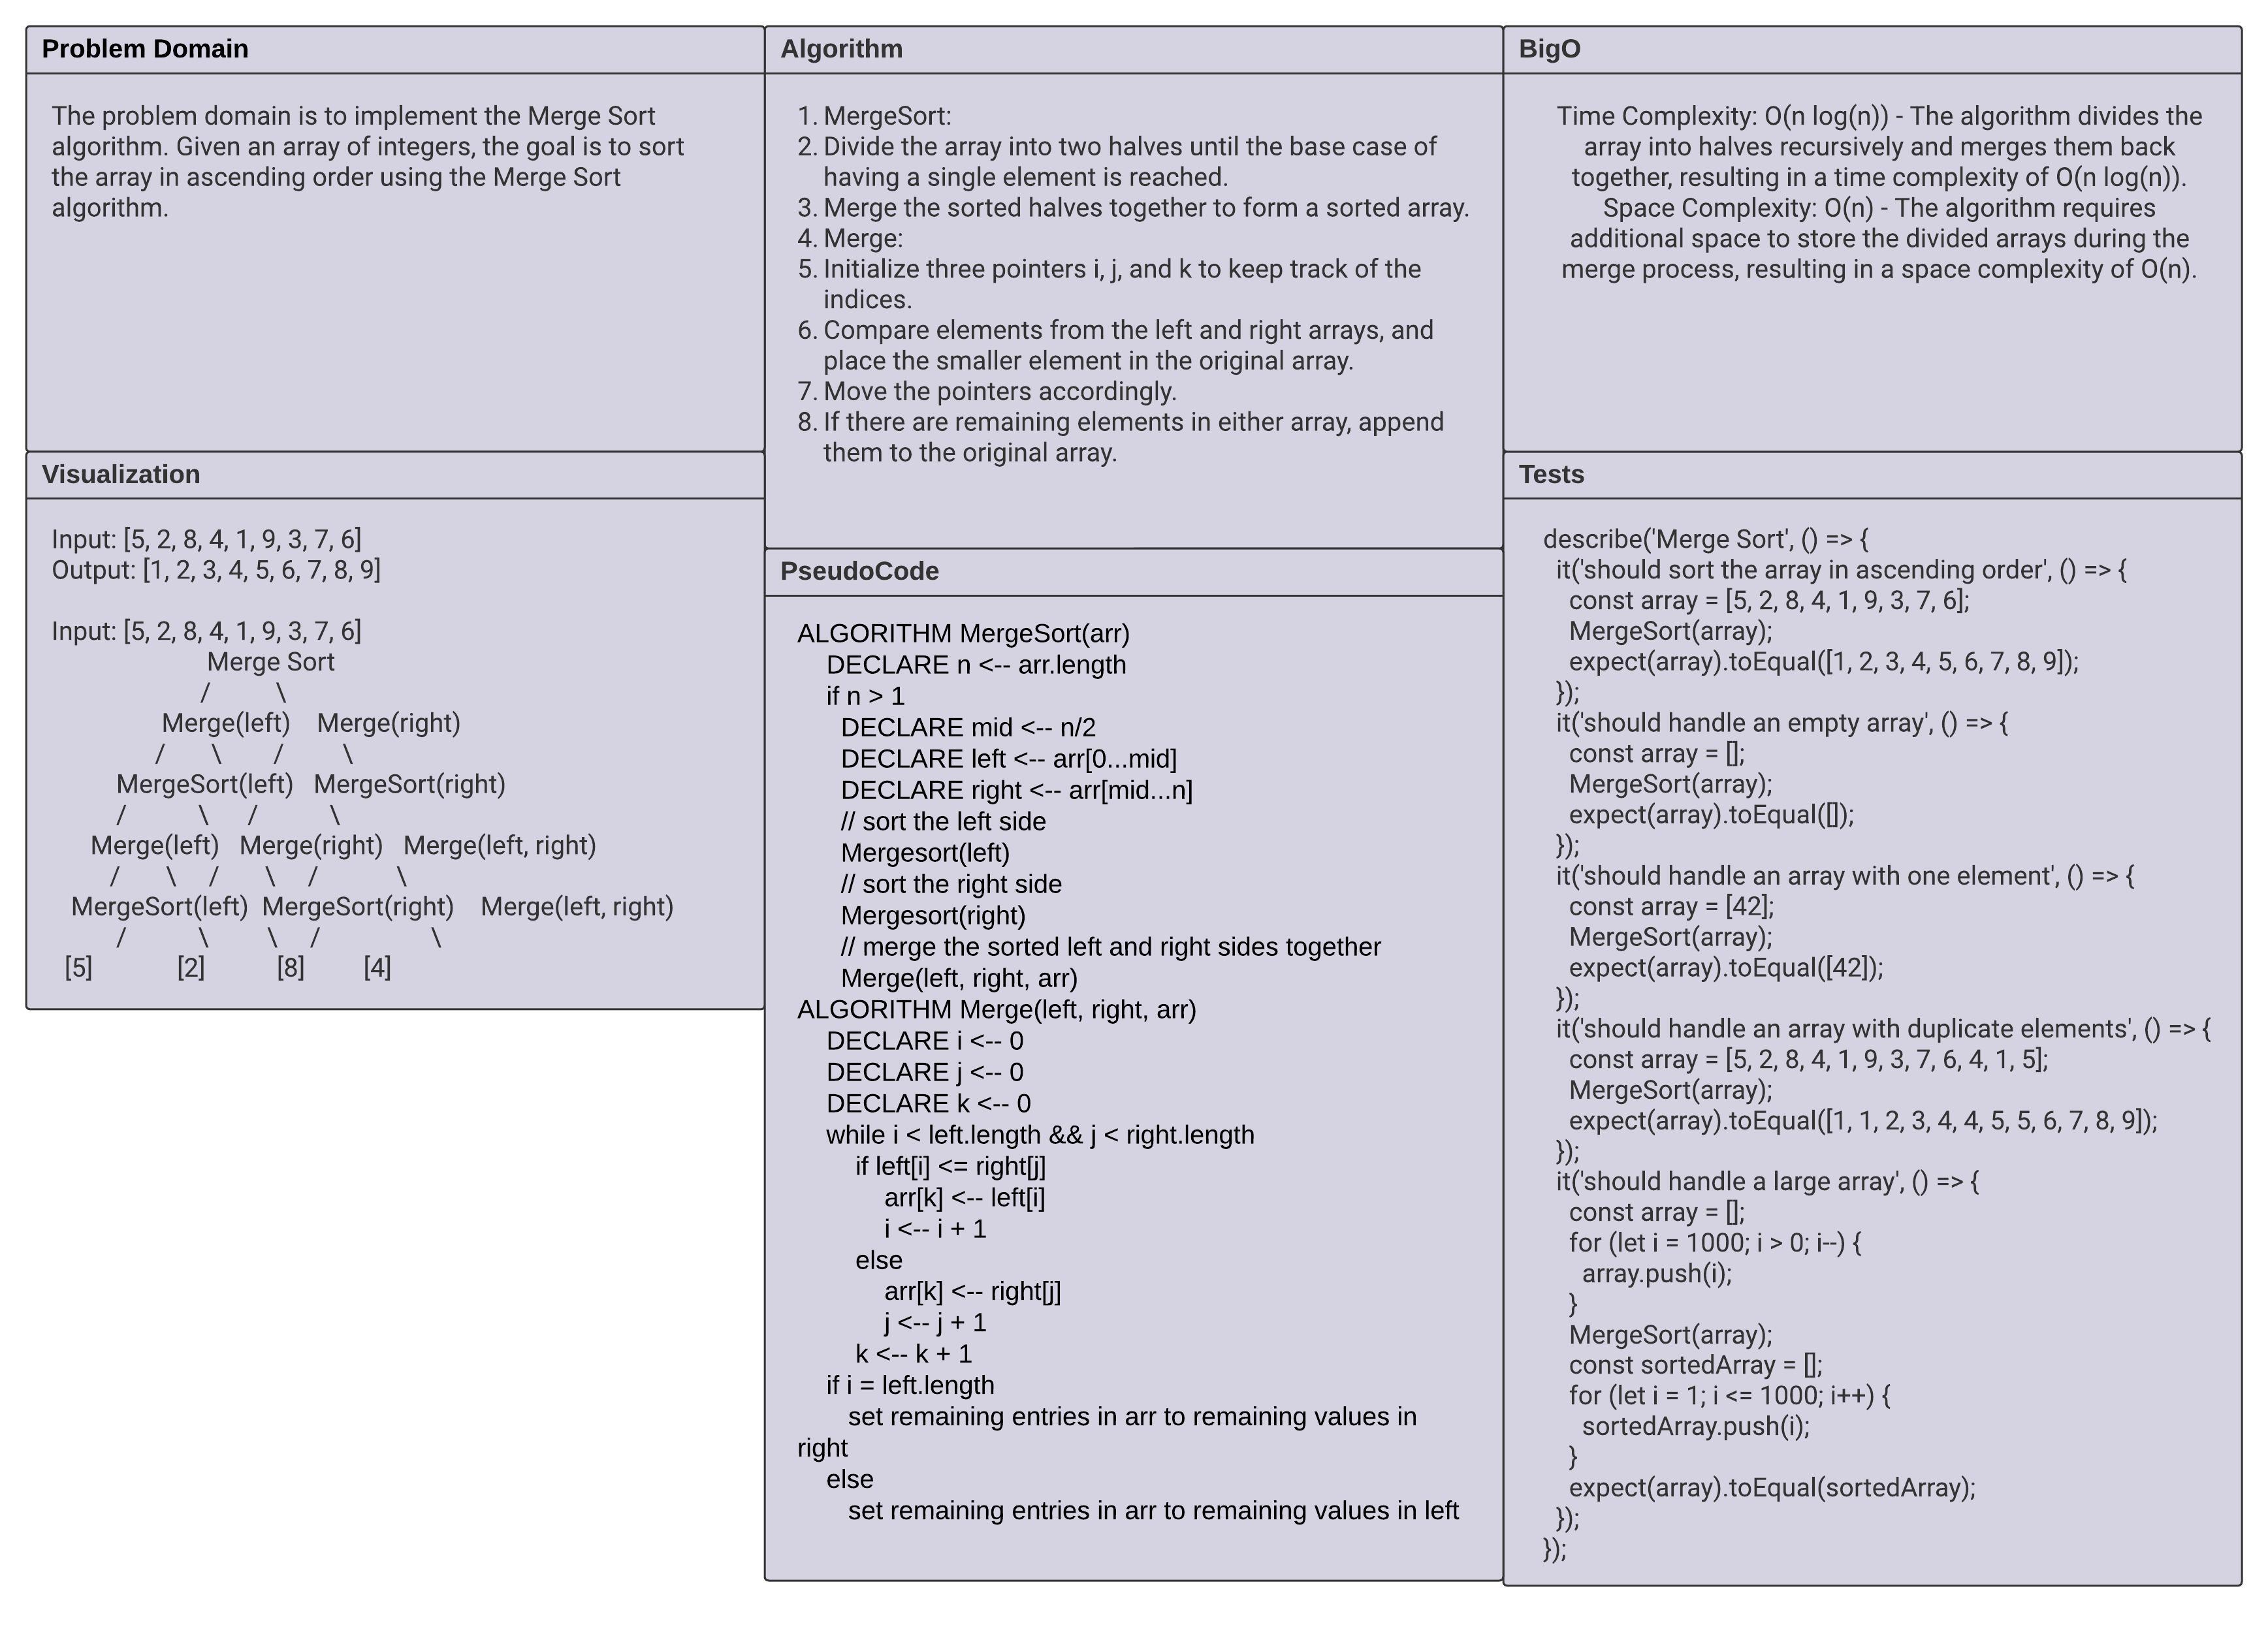 Problem Domain
The problem domain is to implement the Merge Sort
algorithm. Given an array of integers, the goal is to sort
the array in ascending order using the Merge Sort
algorithm.
Visualization
Input: [5, 2, 8, 4, 1, 9, 3, 7, 6]
Output: [1, 2, 3, 4, 5, 6, 7, 8, 9]
Input: [5, 2, 8, 4, 1, 9, 3, 7, 6]
Merge Sort
/ \
Merge(left) Merge(right)
/ \ / \
MergeSort(left) MergeSort(right)
/ \ / \
Merge(left) Merge(right) Merge(left, right)
/ \ / \ / \
MergeSort(left) MergeSort(right) Merge(left, right)
/ \ \ / \
[5] [2] [8] [4]
Algorithm
1. MergeSort:
2. Divide the array into two halves until the base case of
having a single element is reached.
3. Merge the sorted halves together to form a sorted array.
4. Merge:
5. Initialize three pointers i, j, and k to keep track of the
indices.
6. Compare elements from the left and right arrays, and
place the smaller element in the original array.
7. Move the pointers accordingly.
8. If there are remaining elements in either array, append
them to the original array.
PseudoCode
ALGORITHM MergeSort(arr)
DECLARE n <-- arr.length
if n > 1
DECLARE mid <-- n/2
DECLARE left <-- arr[0...mid]
DECLARE right <-- arr[mid...n]
// sort the left side
Mergesort(left)
// sort the right side
Mergesort(right)
// merge the sorted left and right sides together
Merge(left, right, arr)
ALGORITHM Merge(left, right, arr)
DECLARE i <-- 0
DECLARE j <-- 0
DECLARE k <-- 0
while i < left.length && j < right.length
if left[i] <= right[j]
arr[k] <-- left[i]
i <-- i + 1
else
arr[k] <-- right[j]
j <-- j + 1
k <-- k + 1
if i = left.length
set remaining entries in arr to remaining values in
right
else
set remaining entries in arr to remaining values in left
BigO
Time Complexity: O(n log(n)) - The algorithm divides the
array into halves recursively and merges them back
together, resulting in a time complexity of O(n log(n)).
Space Complexity: O(n) - The algorithm requires
additional space to store the divided arrays during the
merge process, resulting in a space complexity of O(n).
Tests
describe('Merge Sort', () => {
it('should sort the array in ascending order', () => {
const array = [5, 2, 8, 4, 1, 9, 3, 7, 6];
MergeSort(array);
expect(array).toEqual([1, 2, 3, 4, 5, 6, 7, 8, 9]);
});
it('should handle an empty array', () => {
const array = [];
MergeSort(array);
expect(array).toEqual([]);
});
it('should handle an array with one element', () => {
const array = [42];
MergeSort(array);
expect(array).toEqual([42]);
});
it('should handle an array with duplicate elements', () => {
const array = [5, 2, 8, 4, 1, 9, 3, 7, 6, 4, 1, 5];
MergeSort(array);
expect(array).toEqual([1, 1, 2, 3, 4, 4, 5, 5, 6, 7, 8, 9]);
});
it('should handle a large array', () => {
const array = [];
for (let i = 1000; i > 0; i--) {
array.push(i);
}
MergeSort(array);
const sortedArray = [];
for (let i = 1; i <= 1000; i++) {
sortedArray.push(i);
}
expect(array).toEqual(sortedArray);
});
});